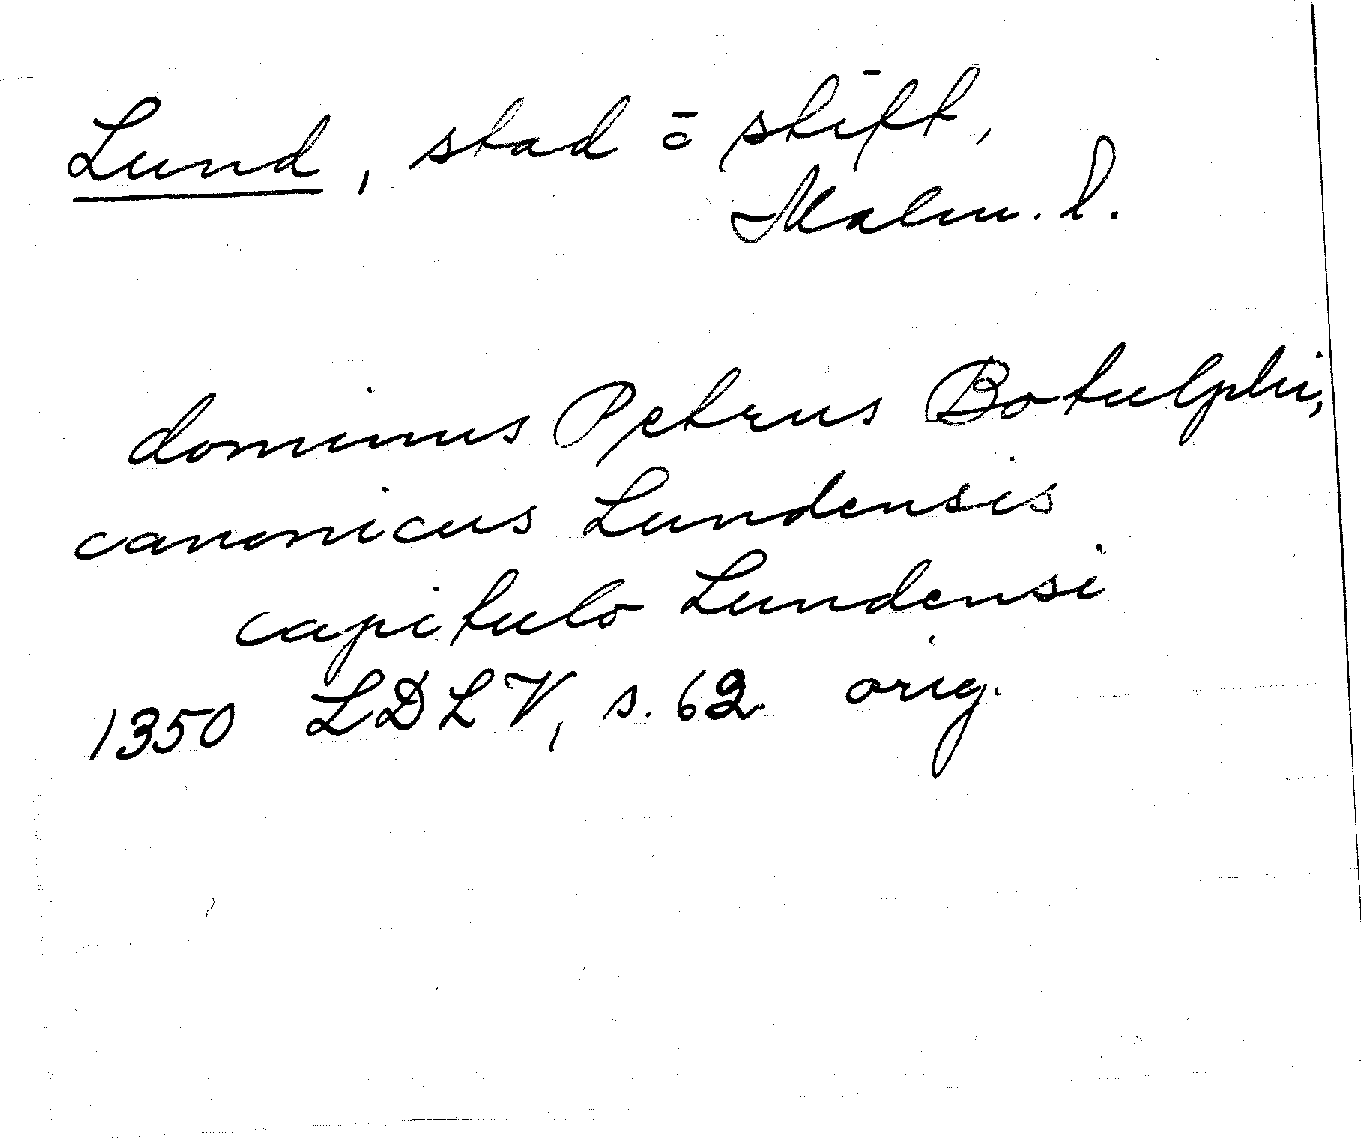 Lund, stad ō stift,
Malm. l.
dominus Petrus Botulphi,
canonicus Lundensis
capitulo Lundensi
1350 LDL V, s. 62 orig.